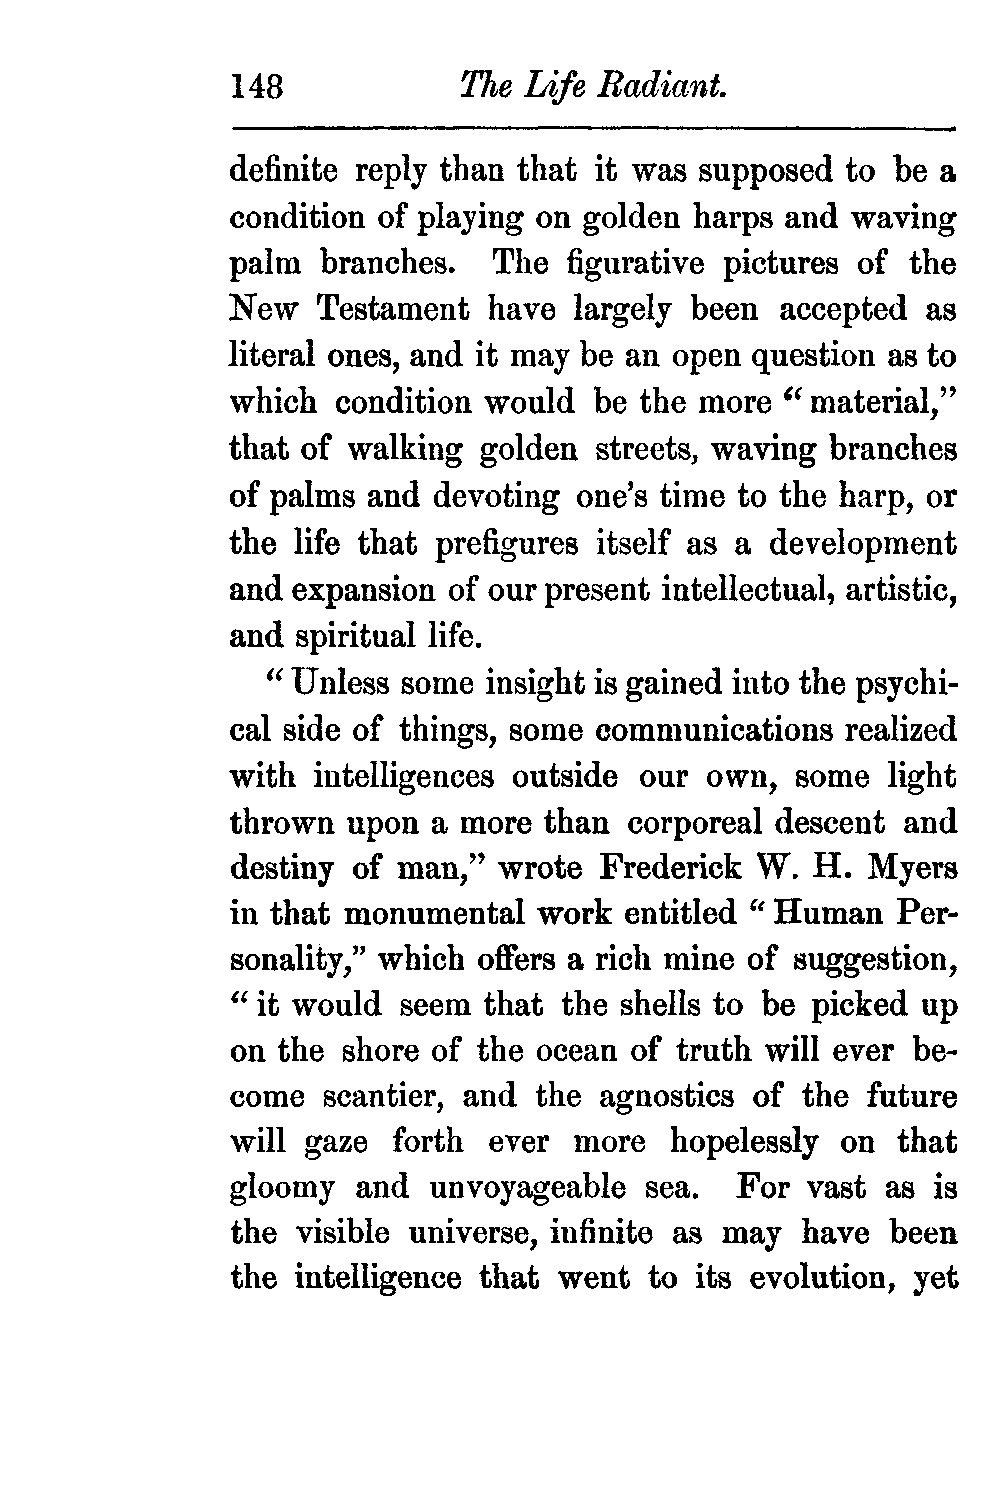 148 The Life Radiant.
definite reply than that it was supposed to be a
condition of playing on golden harps and waving
palm branches. The figurative pictures of the
New Testament have largely been accepted as
literal ones, and it may be an open question as to
which condition would be the more “ material,”
that of walking golden streets, waving branches
of palms and devoting one’s time to the harp, or
the life that prefigures itself as a development
and expansion of our present intellectual, artistic,
and spiritual life.
“ Unless some insight is gained into the psychi-
cal side of things, some communications realized
with intelligences outside our own, some light
thrown upon a more than corporeal descent and
destiny of man,” wrote Frederick W. H. Myers
in that monumental work entitled “ Human Per-
sonality,” which offers a rich mine of suggestion,
“ it would seem that the shells to be picked up
on the shore of the ocean of truth will ever be-
come scantier, and the agnostics of the future
will gaze forth ever more hopelessly on that
gloomy and unvoyageable sea. For vast as is
the visible universe, infinite as may have been
the intelligence that went to its evolution, yet